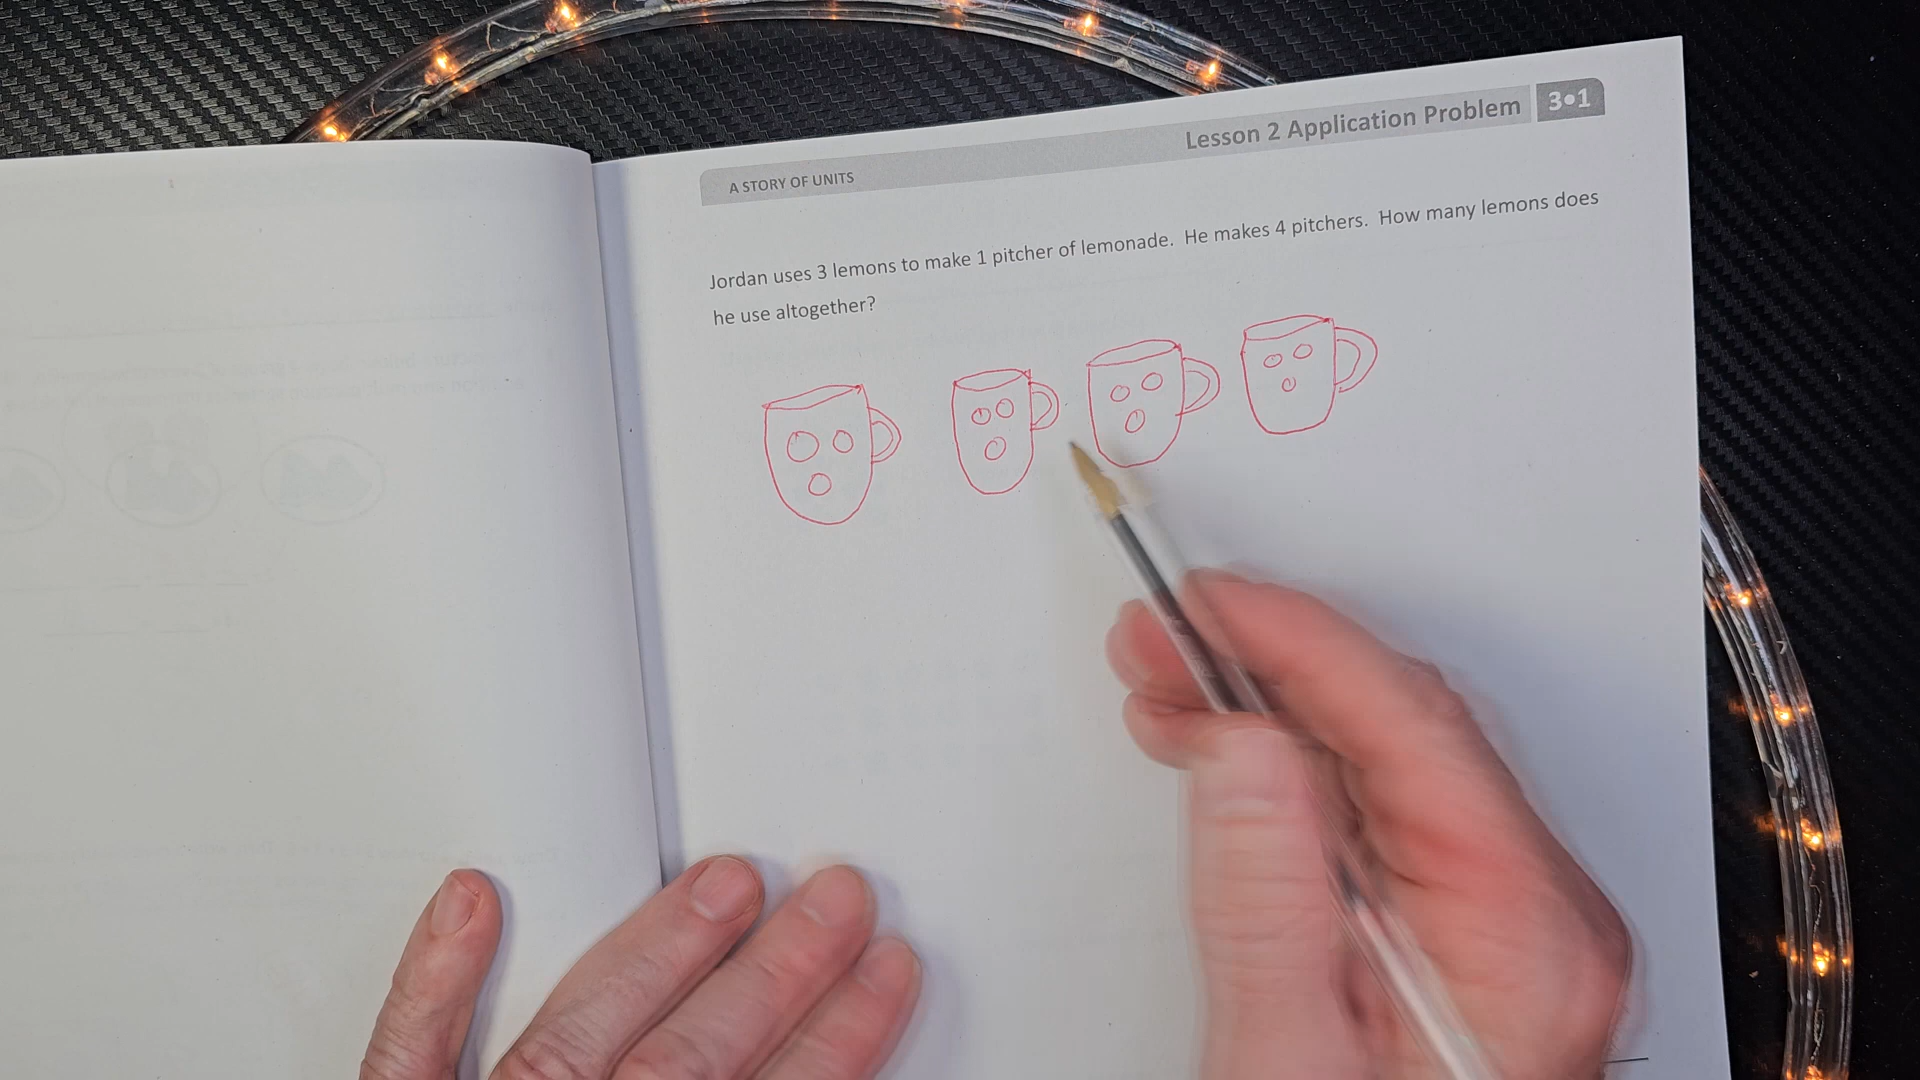 Lesson 2 Application Problem 3•1
A STORY OF UNITS
Jordan uses 3 lemons to make 1 pitcher of lemonade. He makes 4 pitchers. How many lemons does
he use altogether?